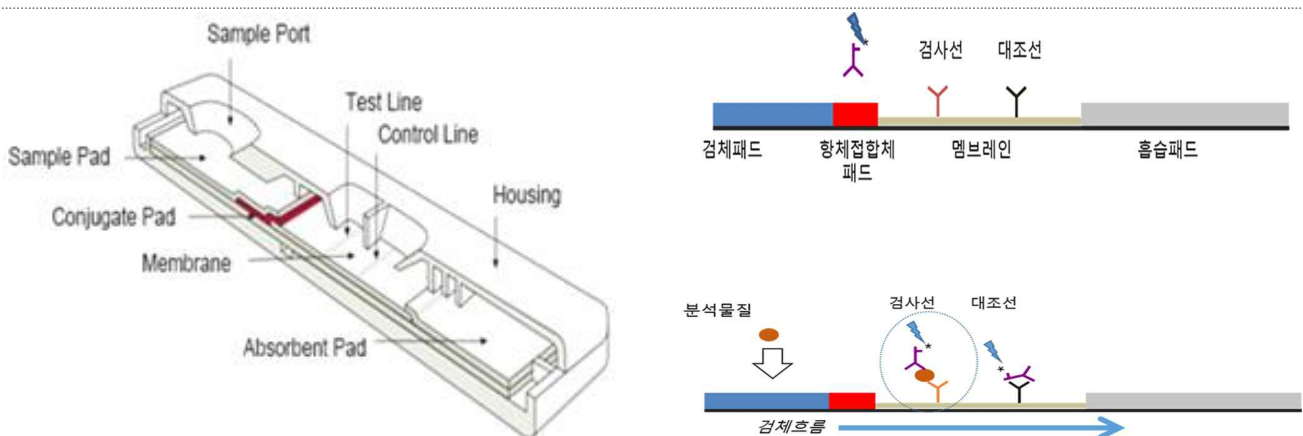 Sample Port
Test Line
Control Line
Sample Pad
Housing
Conjugate Pad
Membrane
Absorbent Pad
*
검사선
대조선
검체패드
항체접합체
패드
멤브레인
흡습패드
분석물질
검사선
대조선
*
*
검체흐름